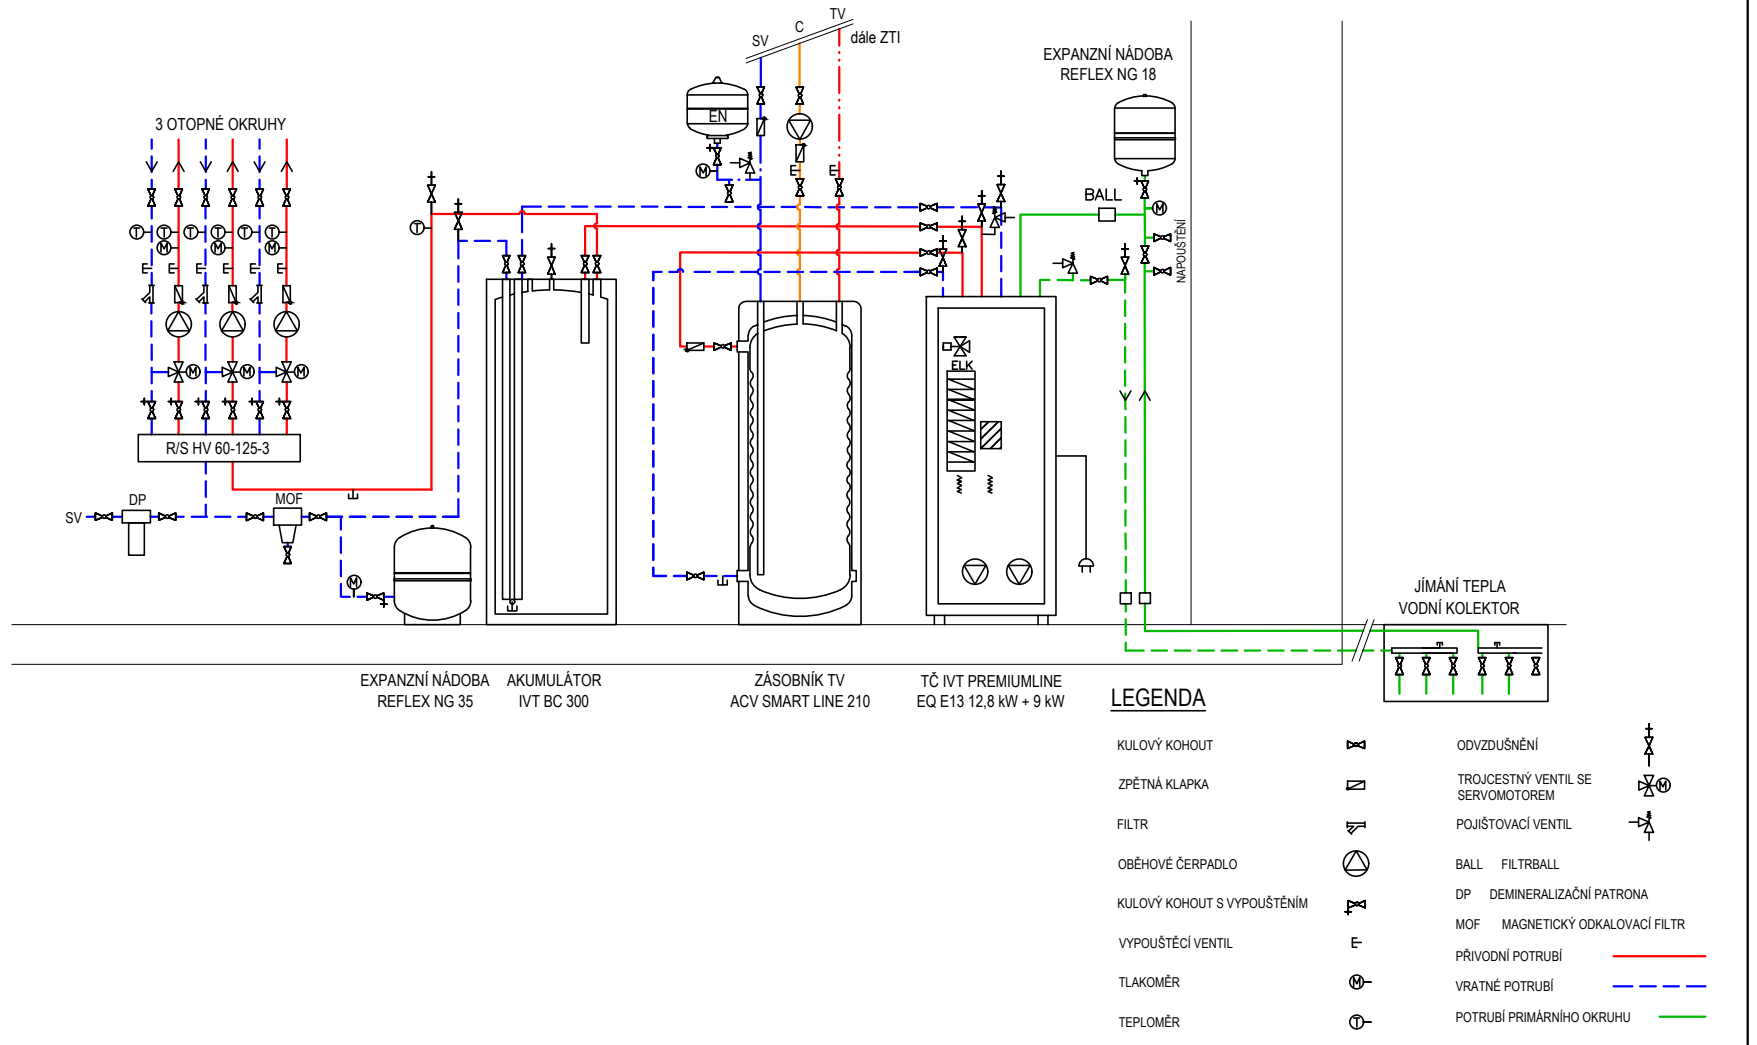 TV
C
SV
dále ZTI
EXPANZNÍ NÁDOBA
REFLEX NG 18
EN
3 OTOPNÉ OKRUHY
BALL
M
NAPOUŠTĚNÍ
M
T
T
T
T
T
T
T
M
M
M
M
M
ELK
R/S HV 60-125-3
DP
MOF
SV
M
JÍMÁNÍ TEPLA
VODNÍ KOLEKTOR
EXPANZNÍ NÁDOBA
REFLEX NG 35
AKUMULÁTOR
IVT BC 300
ZÁSOBNÍK TV
ACV SMART LINE 210
TČ IVT PREMIUMLINE
EQ E13 12,8 kW + 9 kW
LEGENDA
KULOVÝ KOHOUT
ZPĚTNÁ KLAPKA
FILTR
OBĚHOVÉ ČERPADLO
KULOVÝ KOHOUT S VYPOUŠTĚNÍM
VYPOUŠTĚCÍ VENTIL
TLAKOMĚR
M
TEPLOMĚR
T
ODVZDUŠNĚNÍ
TROJCESTNÝ VENTIL SE
SERVOMOTOREM
M
POJIŠTOVACÍ VENTIL
BALL FILTRBALL
DP DEMINERALIZAČNÍ PATRONA
MOF MAGNETICKÝ ODKALOVACÍ FILTR
PŘIVODNÍ POTRUBÍ
VRATNÉ POTRUBÍ
POTRUBÍ PRIMÁRNÍHO OKRUHU